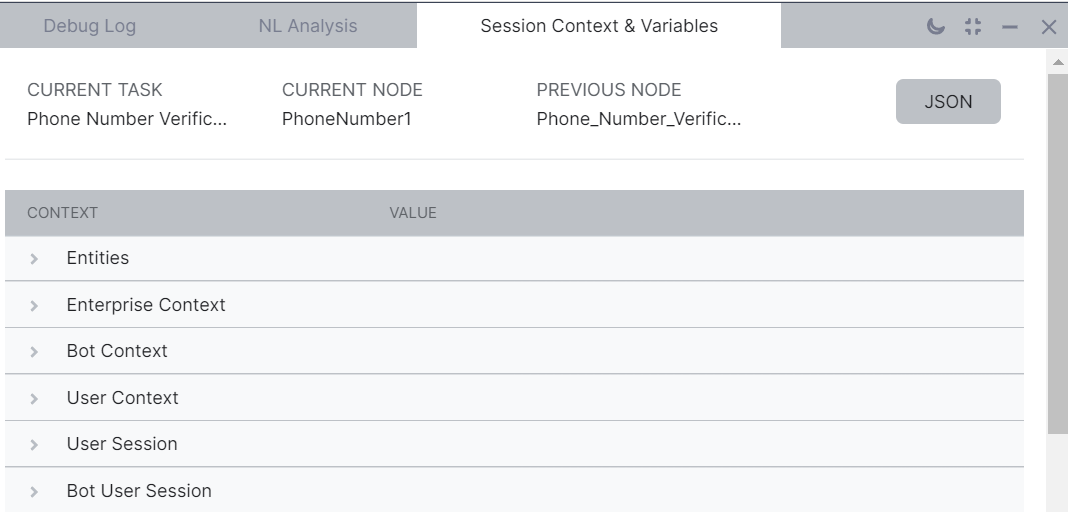 Debug Log NL Analysis Session Context & Variables
CURRENT TASK CURRENT NODE PREVIOUS NODE JSON
Phone Number Verific... PhoneNumber1 Phone_Number_Verific...
CONTEXT VALUE
Entities
Enterprise Context
Bot Context
User Context
User Session
Bot User Session